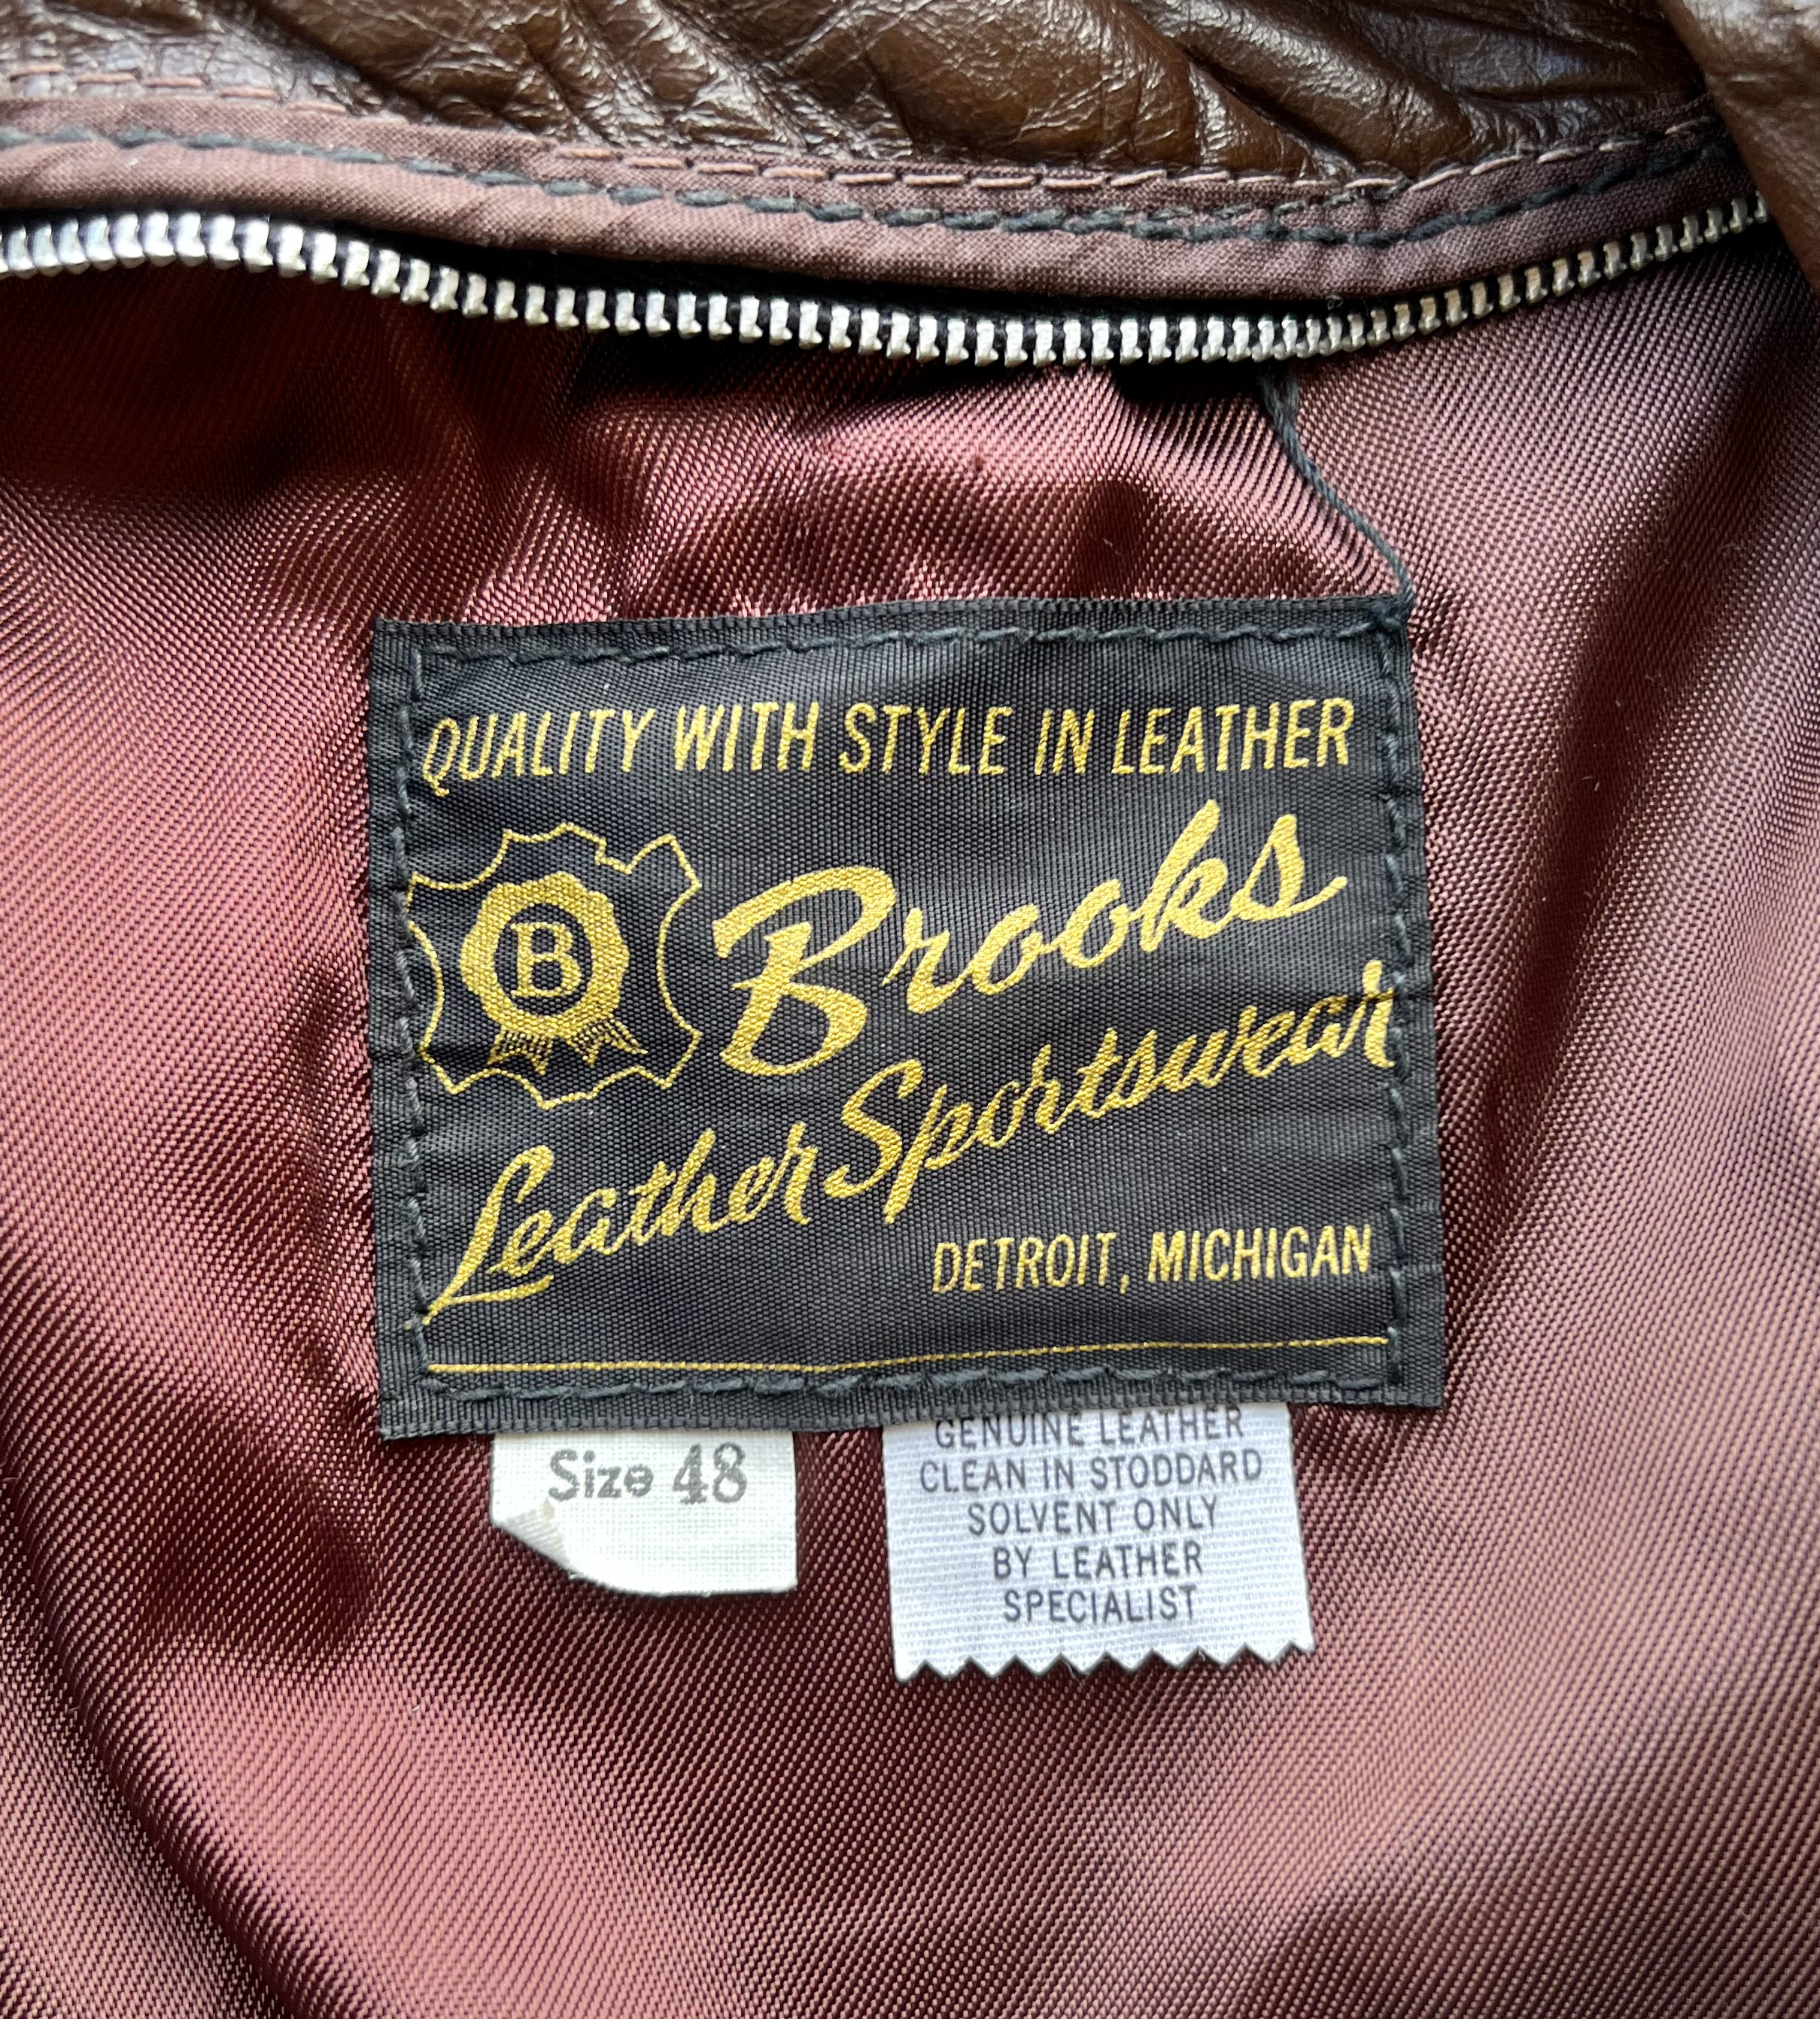 QUALITY WITH STYLE IN LEATHER
B
Brooks
Leather Sportswear
DETROIT, MICHIGAN
Size 48
GENUINE LEATHER
CLEAN IN STODDARD
SOLVENT ONLY
BY LEATHER
SPECIALIST